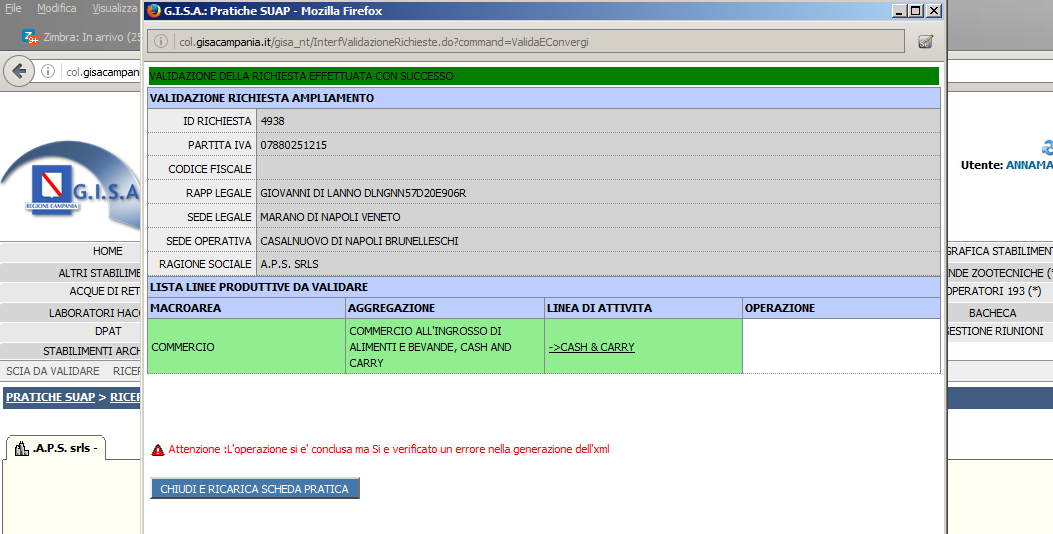 File Modifica Visualizza
G.I.S.A.: Pratiche SUAP - Mozilla Firefox
Zimbra: In arrivo (25
col.gisacampania.it/gisa_nt/InterfValidazioneRichieste.do?command=ValidaEConvergi
col.gisacampan
VALIDAZIONE DELLA RICHIESTA EFFETTUATA CON SUCCESSO
VALIDAZIONE RICHIESTA AMPLIAMENTO
ID RICHIESTA 4938
PARTITA IVA 07880251215
CODICE FISCALE
RAPP LEGALE GIOVANNI DI LANNO DLNGNN57D20E906R
SEDE LEGALE MARANO DI NAPOLI VENETO
SEDE OPERATIVA CASALNUOVO DI NAPOLI BRUNELLESCHI
RAGIONE SOCIALE A.P.S. SRLS
LISTA LINEE PRODUTTIVE DA VALIDARE
MACROAREA AGGREGAZIONE LINEA DI ATTIVITA OPERAZIONE
COMMERCIO COMMERCIO ALL'INGROSSO DI ALIMENTI E BEVANDE, CASH AND CARRY ->CASH & CARRY
Attenzione :L'operazione si e' conclusa ma Si e verificato un errore nella generazione dell'xml
CHIUDI E RICARICA SCHEDA PRATICA
Utente: ANNAMA
G.I.S.A
REGIONE CAMPANIA
HOME
ALTRI STABILIME
ACQUE DI RET
LABORATORI HACC
DPAT
STABILIMENTI ARCH
SCIA DA VALIDARE RICER
PRATICHE SUAP > RICER
.A.P.S. srls -
GRAFICA STABILIMENT
NDE ZOOTECNICHE (*
OPERATORI 193 (*)
BACHECA
GESTIONE RIUNIONI